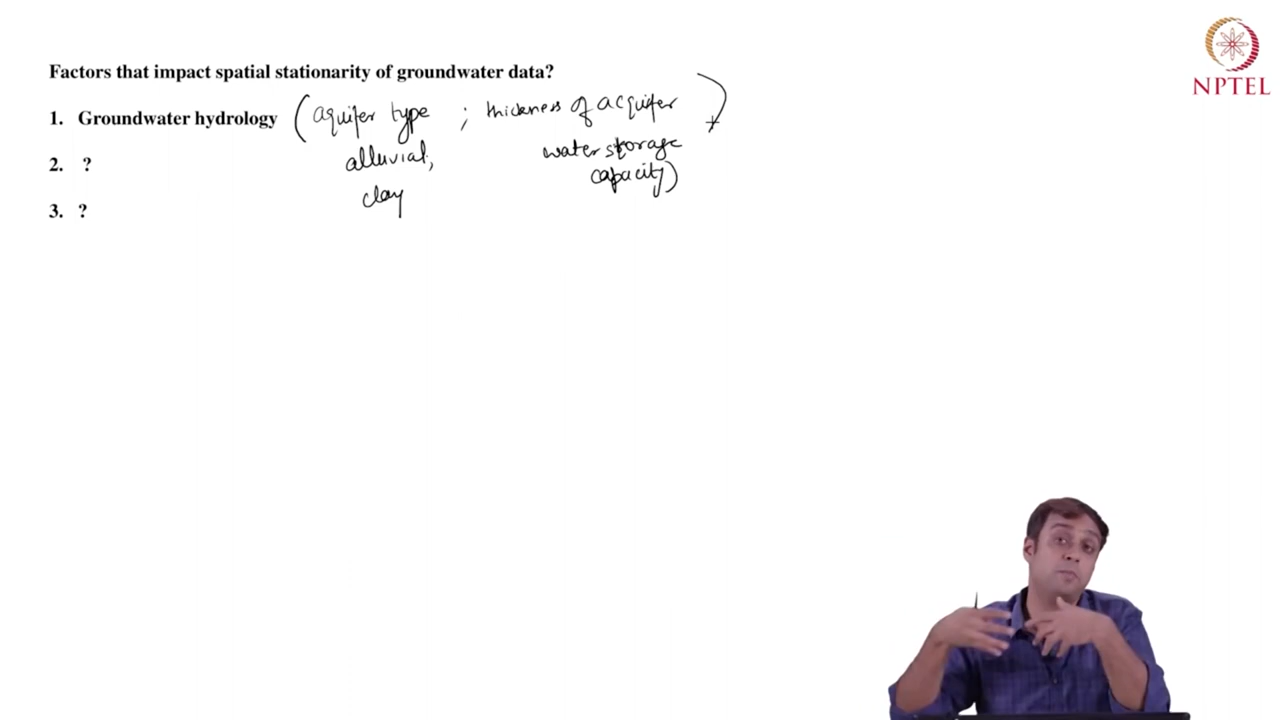 NPTEL
Factors that impact spatial stationarity of groundwater data?
1. Groundwater hydrology (aquifer type ; thickness of acquifer
alluvial, water storage
clay capacity)
2. ?
3. ?